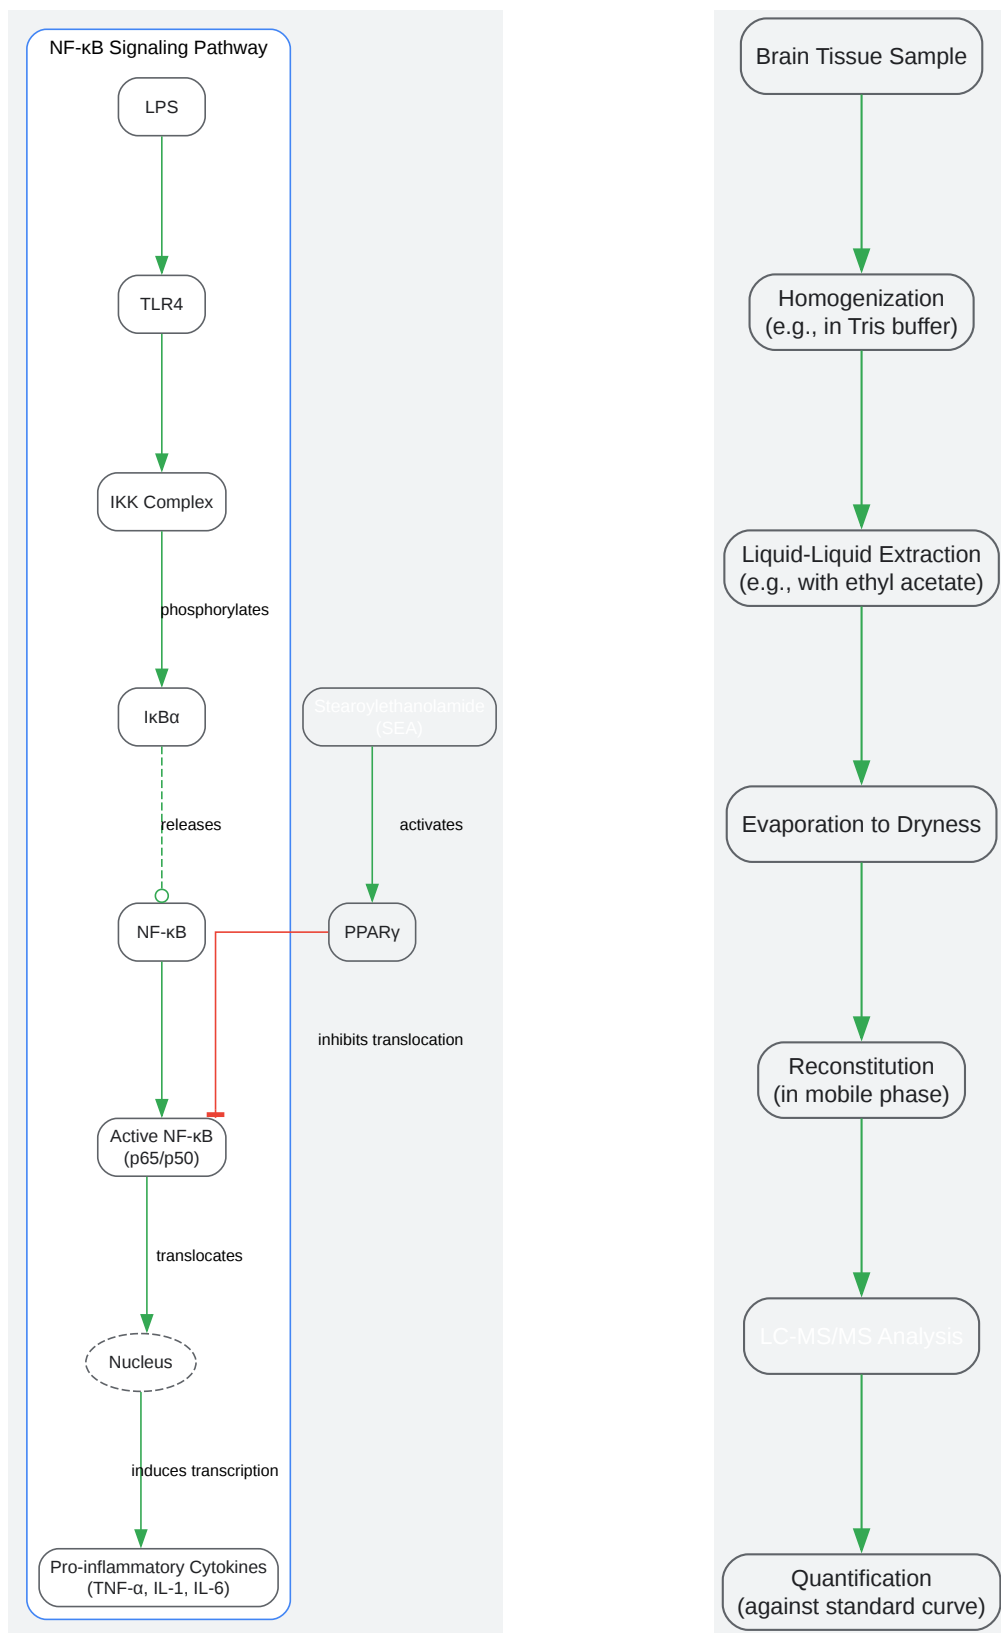 NF-κB Signaling Pathway
LPS
TLR4
IKK Complex
phosphorylates
IκBα
releases
NF-κB
Active NF-κB
(p65/p50)
translocates
Nucleus
induces transcription
Pro-inflammatory Cytokines
(TNF-α, IL-1, IL-6)
Stearoylethanolamide
(SEA)
activates
PPARγ
inhibits translocation
Brain Tissue Sample
Homogenization
(e.g., in Tris buffer)
Liquid-Liquid Extraction
(e.g., with ethyl acetate)
Evaporation to Dryness
Reconstitution
(in mobile phase)
LC-MS/MS Analysis
Quantification
(against standard curve)